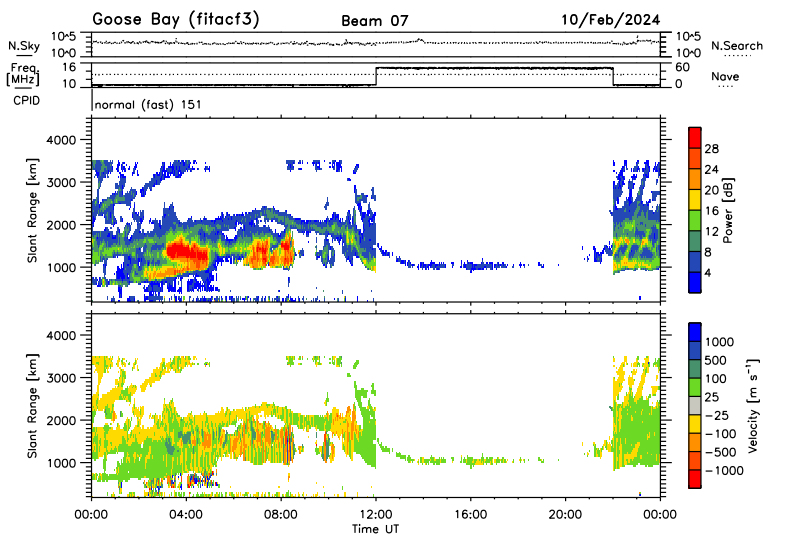 Goose Bay (fitacf3) Beam 07 10/Feb/2024
N.Sky 10^5 10^0 10^5 10^0 N.Search
Freq. [MHz] 16 10 60 0 Nave
CPID normal (fast) 151
Slant Range [km] 4000 3000 2000 1000
Power [dB] 28 24 20 16 12 8 4
Slant Range [km] 4000 3000 2000 1000
Velocity [m s⁻¹] 1000 500 100 25 −25 −100 −500 −1000
00:00 04:00 08:00 12:00 16:00 20:00 00:00
Time UT